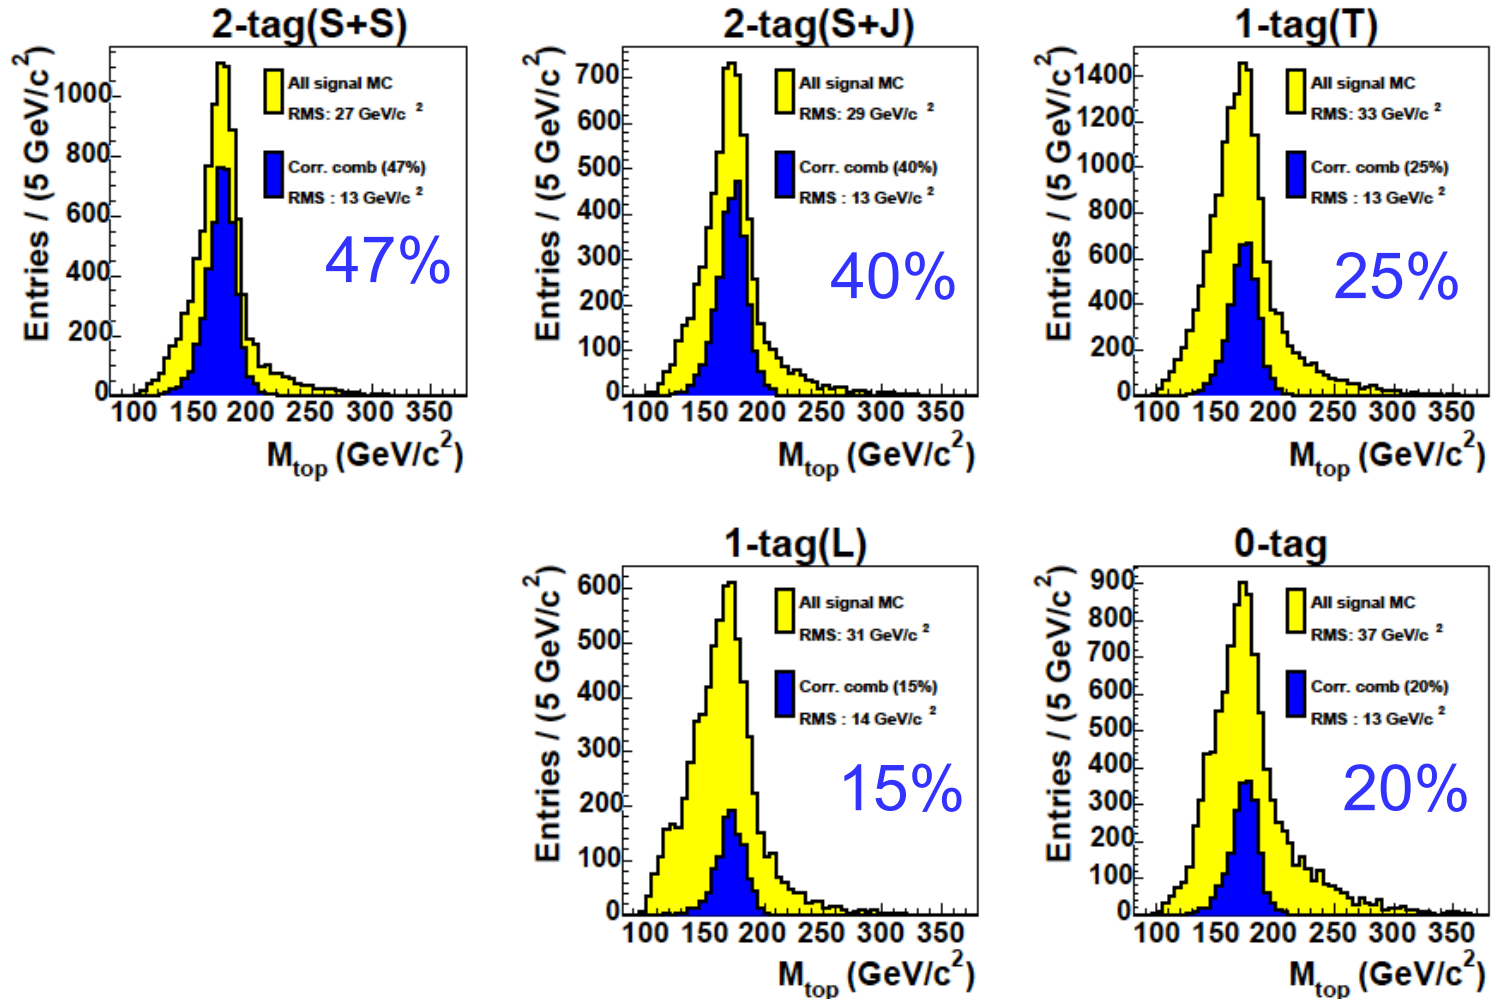 2-tag(S+S)
Entries / (5 GeV/c²)
1000
800
600
400
200
0
All signal MC
RMS: 27 GeV/c ²
Corr. comb (47%)
RMS : 13 GeV/c ²
47%
100 150 200 250 300 350
M_top (GeV/c²)
2-tag(S+J)
Entries / (5 GeV/c²)
700
600
500
400
300
200
100
0
All signal MC
RMS: 29 GeV/c ²
Corr. comb (40%)
RMS : 13 GeV/c ²
40%
100 150 200 250 300 350
M_top (GeV/c²)
1-tag(T)
Entries / (5 GeV/c²)
1400
1200
1000
800
600
400
200
0
All signal MC
RMS: 33 GeV/c ²
Corr. comb (25%)
RMS : 13 GeV/c ²
25%
100 150 200 250 300 350
M_top (GeV/c²)
1-tag(L)
Entries / (5 GeV/c²)
600
500
400
300
200
100
0
All signal MC
RMS: 31 GeV/c ²
Corr. comb (15%)
RMS : 14 GeV/c ²
15%
100 150 200 250 300 350
M_top (GeV/c²)
0-tag
Entries / (5 GeV/c²)
900
800
700
600
500
400
300
200
100
0
All signal MC
RMS: 37 GeV/c ²
Corr. comb (20%)
RMS : 13 GeV/c ²
20%
100 150 200 250 300 350
M_top (GeV/c²)